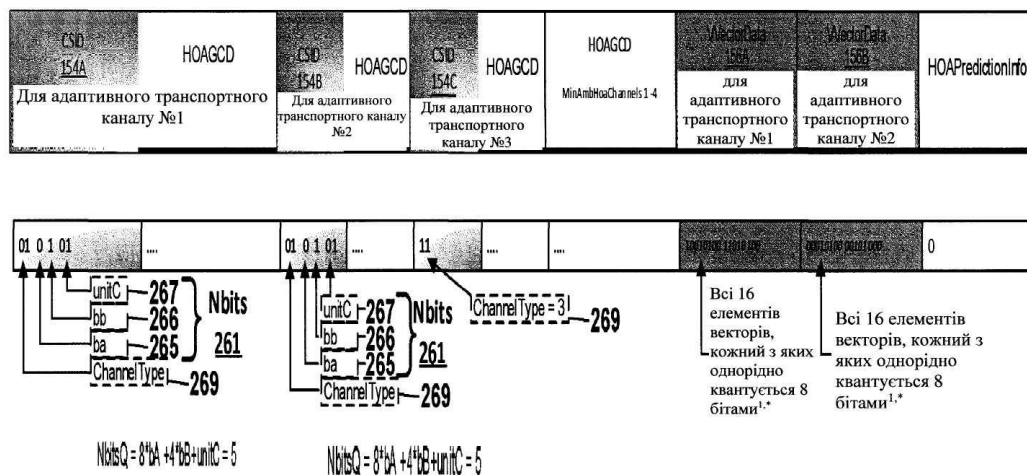 CSID
154A
HOAGCD
Для адаптивного транспортного
каналу №1
CSID
154B
HOAGCD
Для адаптивного
транспортного каналу
№2
CSID
154C
HOAGCD
Для адаптивного
транспортного
каналу №3
HOAGCD
MinAmbHoaChannels 1-4
VVectorData
156A
для
адаптивного
транспортного
каналу №1
VVectorData
156B
для
адаптивного
транспортного
каналу №2
HOAPredictionInfo
01 0 1 01
....
01 0 1 01
....
11
....
....
0
unitC
267
bb
266
ba
265
ChannelType
269
Nbits
261
unitC
267
bb
266
ba
265
ChannelType
269
Nbits
261
ChannelType = 3
269
Всі 16
елементів
векторів,
кожний з яких
однорідно
квантується 8
бітами1,*
Всі 16 елементів
векторів, кожний з
яких однорідно
квантується 8
бітами1,*
NbitsQ = 8*bA +4*bB+unitC = 5
NbitsQ = 8*bA +4*bB+unitC = 5